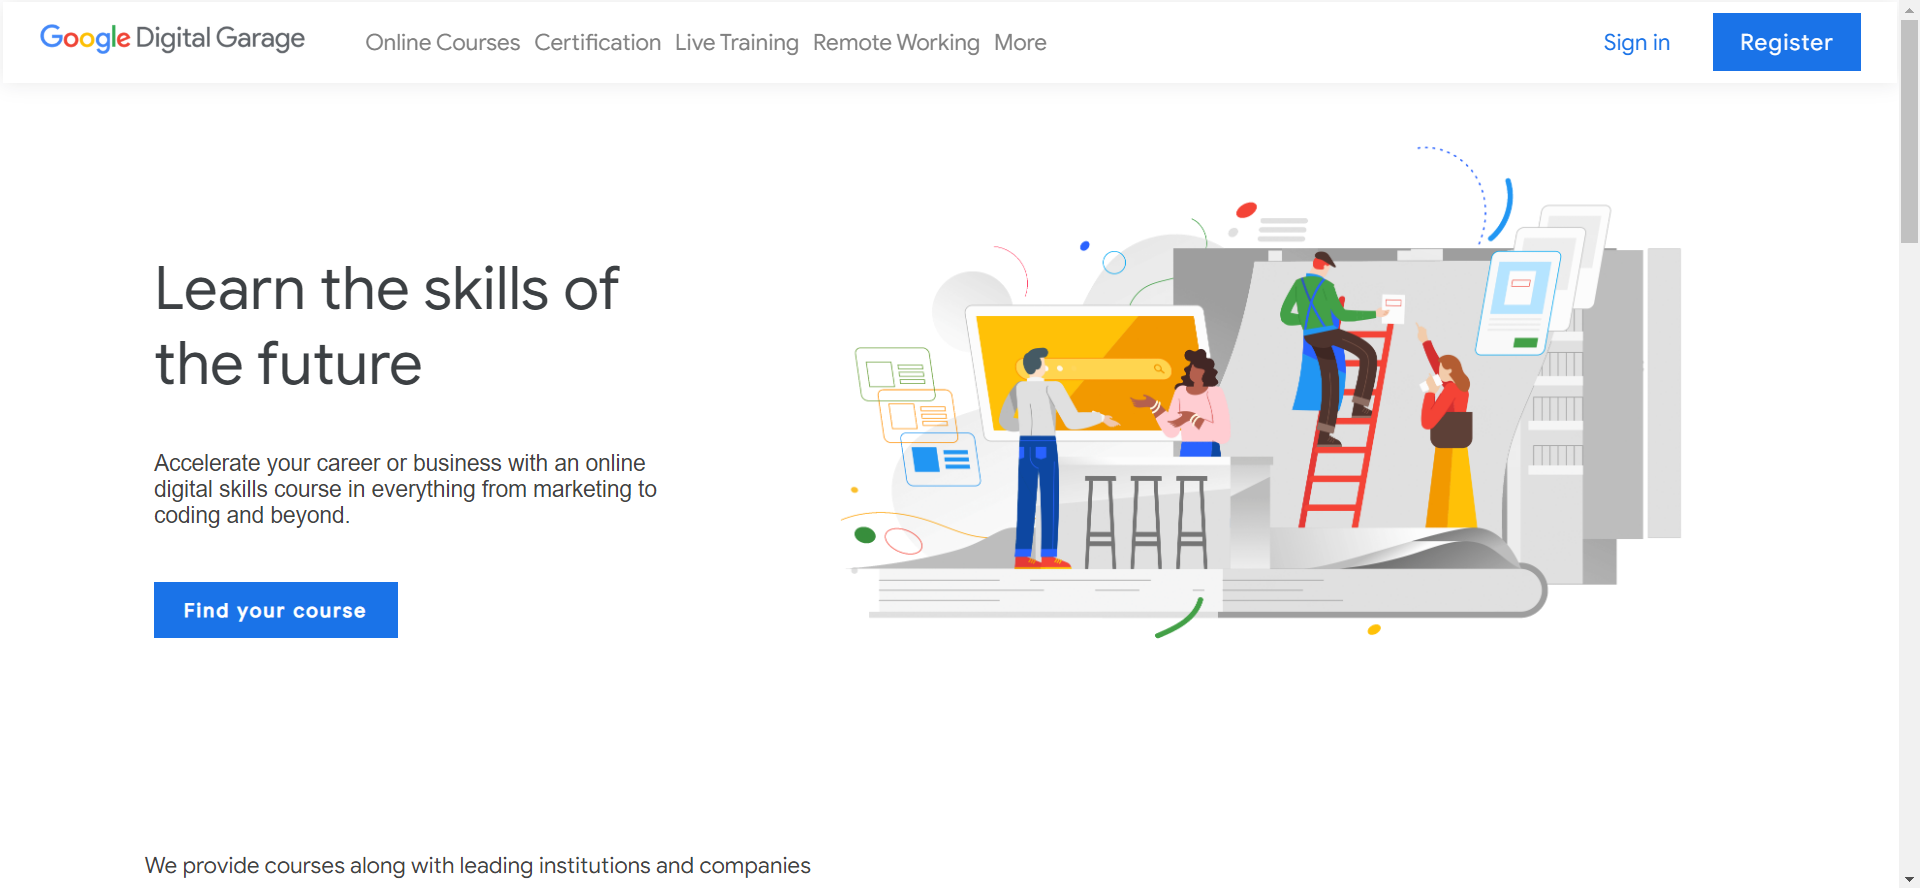 Google Digital Garage
Online Courses Certification Live Training Remote Working More
Sign in
Register
Learn the skills of
the future
Accelerate your career or business with an online
digital skills course in everything from marketing to
coding and beyond.
Find your course
We provide courses along with leading institutions and companies